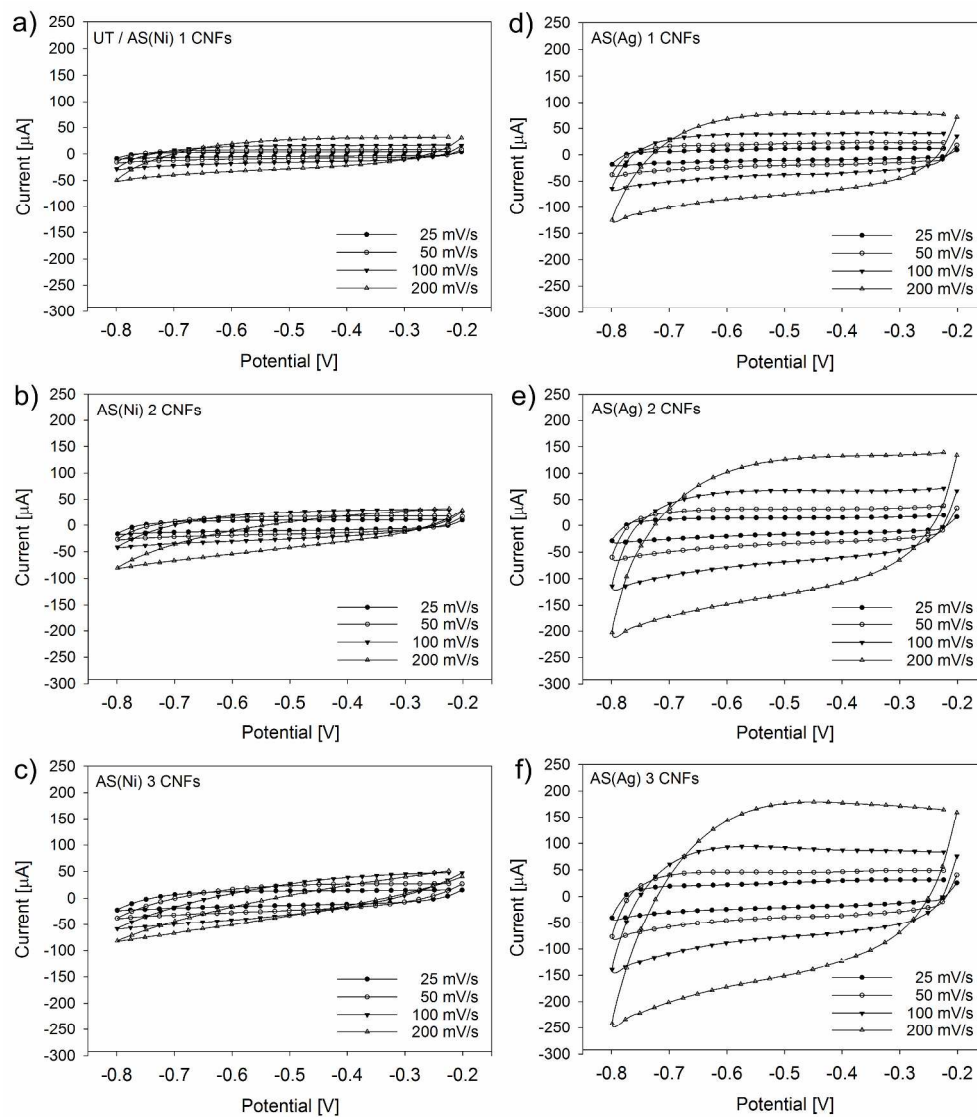 a)
UT / AS(Ni) 1 CNFs
250
200
150
100
50
0
-50
-100
-150
-200
-250
-300
Current [μA]
25 mV/s
50 mV/s
100 mV/s
200 mV/s
-0.8 -0.7 -0.6 -0.5 -0.4 -0.3 -0.2
Potential [V]
d)
AS(Ag) 1 CNFs
250
200
150
100
50
0
-50
-100
-150
-200
-250
-300
Current [μA]
25 mV/s
50 mV/s
100 mV/s
200 mV/s
-0.8 -0.7 -0.6 -0.5 -0.4 -0.3 -0.2
Potential [V]
b)
AS(Ni) 2 CNFs
250
200
150
100
50
0
-50
-100
-150
-200
-250
-300
Current [μA]
25 mV/s
50 mV/s
100 mV/s
200 mV/s
-0.8 -0.7 -0.6 -0.5 -0.4 -0.3 -0.2
Potential [V]
e)
AS(Ag) 2 CNFs
250
200
150
100
50
0
-50
-100
-150
-200
-250
-300
Current [μA]
25 mV/s
50 mV/s
100 mV/s
200 mV/s
-0.8 -0.7 -0.6 -0.5 -0.4 -0.3 -0.2
Potential [V]
c)
AS(Ni) 3 CNFs
250
200
150
100
50
0
-50
-100
-150
-200
-250
-300
Current [μA]
25 mV/s
50 mV/s
100 mV/s
200 mV/s
-0.8 -0.7 -0.6 -0.5 -0.4 -0.3 -0.2
Potential [V]
f)
AS(Ag) 3 CNFs
250
200
150
100
50
0
-50
-100
-150
-200
-250
-300
Current [μA]
25 mV/s
50 mV/s
100 mV/s
200 mV/s
-0.8 -0.7 -0.6 -0.5 -0.4 -0.3 -0.2
Potential [V]